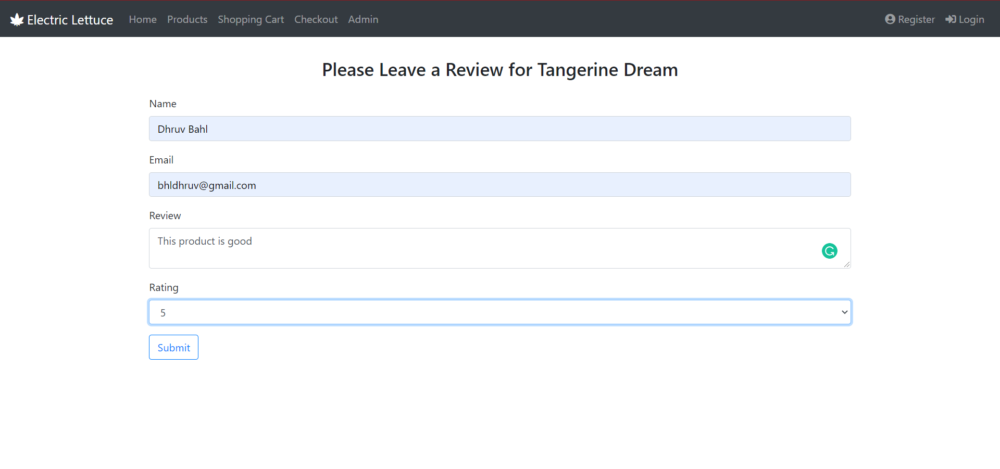 Electric Lettuce Home Products Shopping Cart Checkout Admin Register Login
Please Leave a Review for Tangerine Dream
Name
Dhruv Bahl
Email
bhldhruv@gmail.com
Review
This product is good
Rating
5
Submit